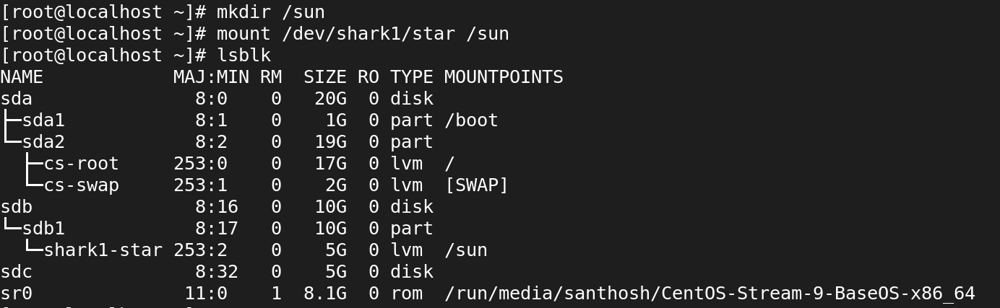 [root@localhost ~]# mkdir /sun
[root@localhost ~]# mount /dev/shark1/star /sun
[root@localhost ~]# lsblk
NAME            MAJ:MIN RM  SIZE RO TYPE MOUNTPOINTS
sda               8:0    0   20G  0 disk
├─sda1            8:1    0    1G  0 part /boot
└─sda2            8:2    0   19G  0 part
  ├─cs-root     253:0    0   17G  0 lvm  /
  └─cs-swap     253:1    0    2G  0 lvm  [SWAP]
sdb               8:16   0   10G  0 disk
└─sdb1            8:17   0   10G  0 part
  └─shark1-star 253:2    0    5G  0 lvm  /sun
sdc               8:32   0    5G  0 disk
sr0              11:0    1  8.1G  0 rom  /run/media/santhosh/CentOS-Stream-9-BaseOS-x86_64